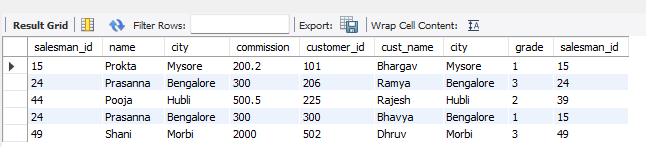 Result Grid Filter Rows: Export: Wrap Cell Content:
salesman_id name city commission customer_id cust_name city grade salesman_id
15 Prokta Mysore 200.2 101 Bhargav Mysore 1 15
24 Prasanna Bengalore 300 206 Ramya Bengalore 3 24
44 Pooja Hubli 500.5 225 Rajesh Hubli 2 39
24 Prasanna Bengalore 300 300 Bhavya Bengalore 1 15
49 Shani Morbi 2000 502 Dhruv Morbi 3 49